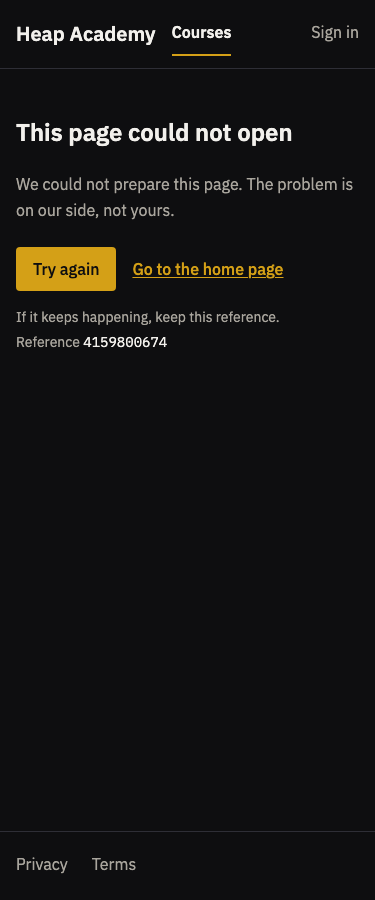 Heap Academy Courses Sign in
This page could not open
We could not prepare this page. The problem is
on our side, not yours.
Try again Go to the home page
If it keeps happening, keep this reference.
Reference 4159800674
Privacy Terms